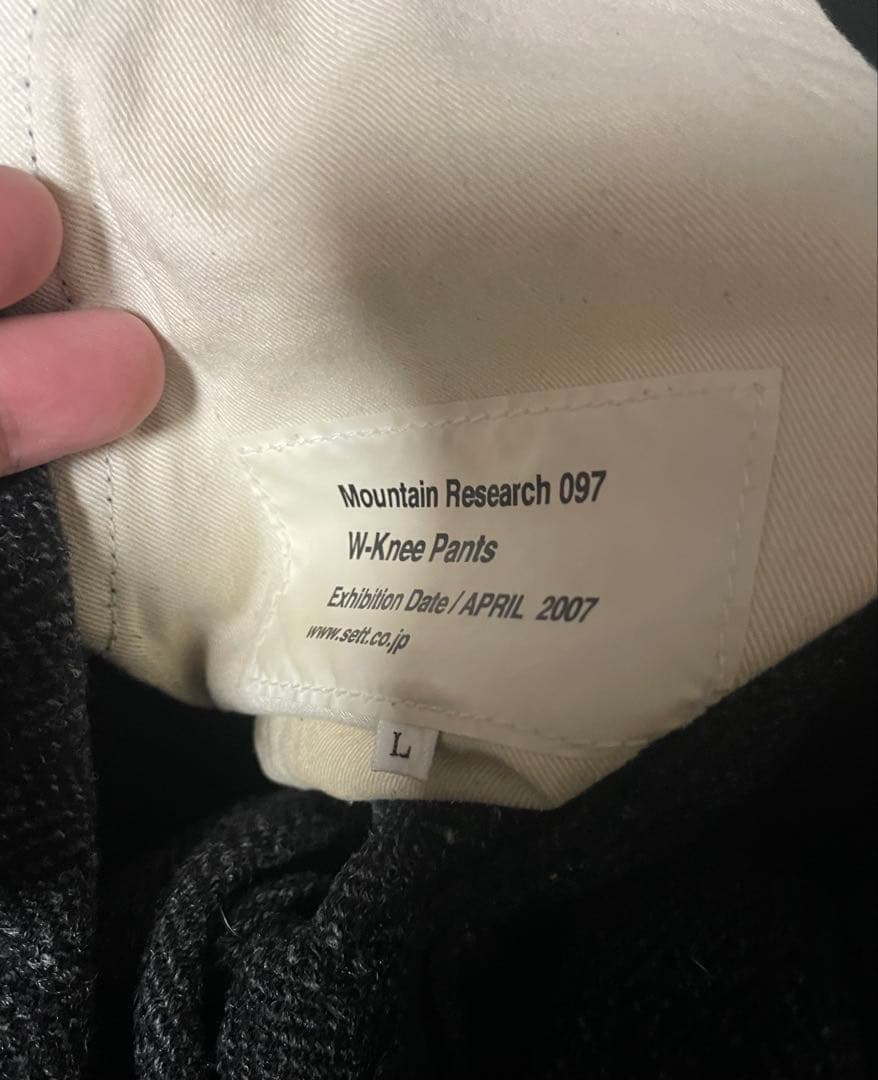 Mountain Research 097
W-Knee Pants
Exhibition Date / APRIL 2007
www.sett.co.jp
L